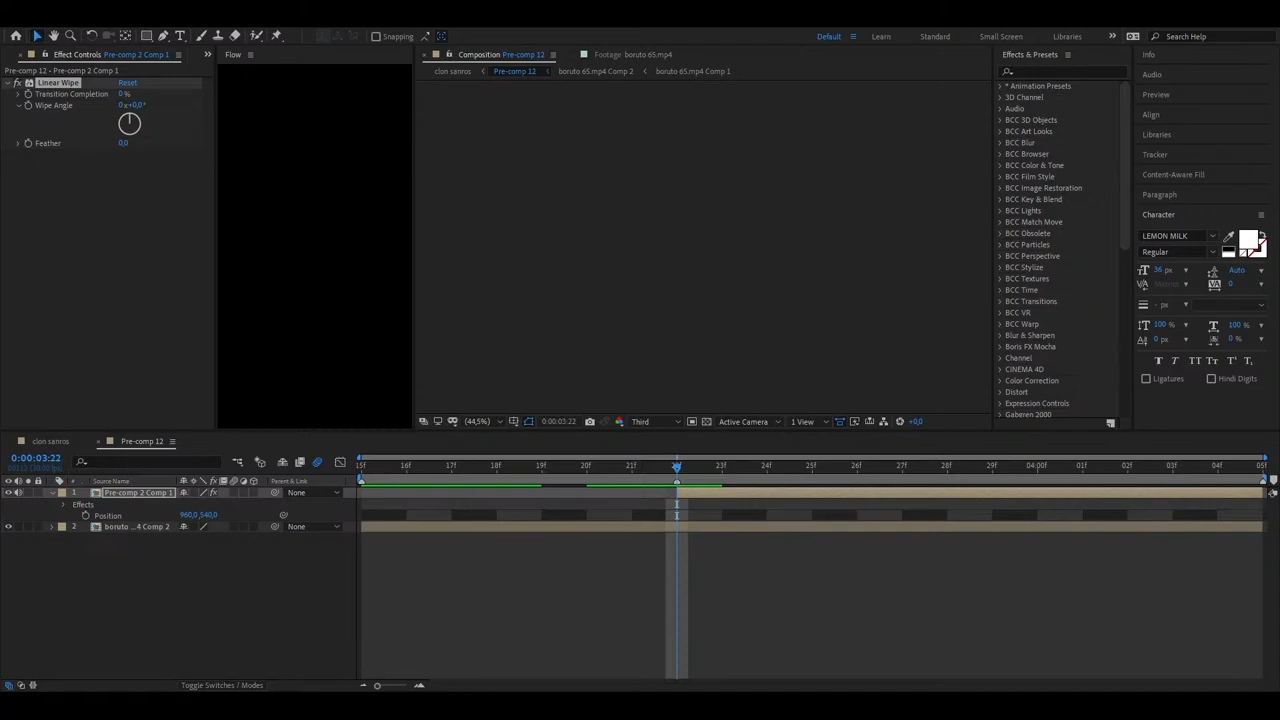 Snapping
Default
Learn
Standard
Small Screen
Libraries
Search Help
Effect Controls Pre-comp 2 Comp 1
Flow
Composition Pre-comp 12
Footage boruto 65.mp4
Effects & Presets
Info
Pre-comp 12 - Pre-comp 2 Comp 1
clon sanros
Pre-comp 12
boruto 65.mp4 Comp 2
boruto 65.mp4 Comp 1
fx Linear Wipe
Reset
Transition Completion
0 %
Wipe Angle
0 x+0,0°
Feather
0,0
* Animation Presets
3D Channel
Audio
BCC 3D Objects
BCC Art Looks
BCC Blur
BCC Browser
BCC Color & Tone
BCC Film Style
BCC Image Restoration
BCC Key & Blend
BCC Lights
BCC Match Move
BCC Obsolete
BCC Particles
BCC Perspective
BCC Stylize
BCC Textures
BCC Time
BCC Transitions
BCC VR
BCC Warp
Blur & Sharpen
Boris FX Mocha
Channel
CINEMA 4D
Color Correction
Distort
Expression Controls
Gabøren 2000
Audio
Preview
Align
Libraries
Tracker
Content-Aware Fill
Paragraph
Character
LEMON MILK
Regular
36 px
Auto
Metrics
0
- px
100 %
100 %
0 px
0 %
Ligatures
Hindi Digits
(44,5%)
0:00:03:22
Third
Active Camera
1 View
+0,0
clon sanros
Pre-comp 12
0:00:03:22
00112 (30.00 fps)
15f
16f
17f
18f
19f
20f
21f
23f
24f
25f
26f
27f
28f
29f
04:00f
01f
02f
03f
04f
05f
#
Source Name
Parent & Link
1
Pre-comp 2 Comp 1
fx
None
Effects
Position
960,0,540,0
2
boruto ...4 Comp 2
None
Toggle Switches / Modes